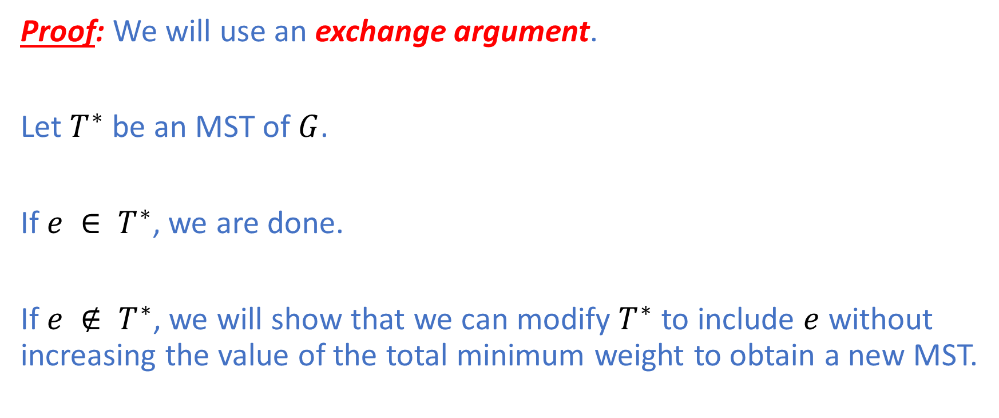 Proof: We will use an exchange argument.
Let T* be an MST of G.
If e ∈ T*, we are done.
If e ∉ T*, we will show that we can modify T* to include e without
increasing the value of the total minimum weight to obtain a new MST.